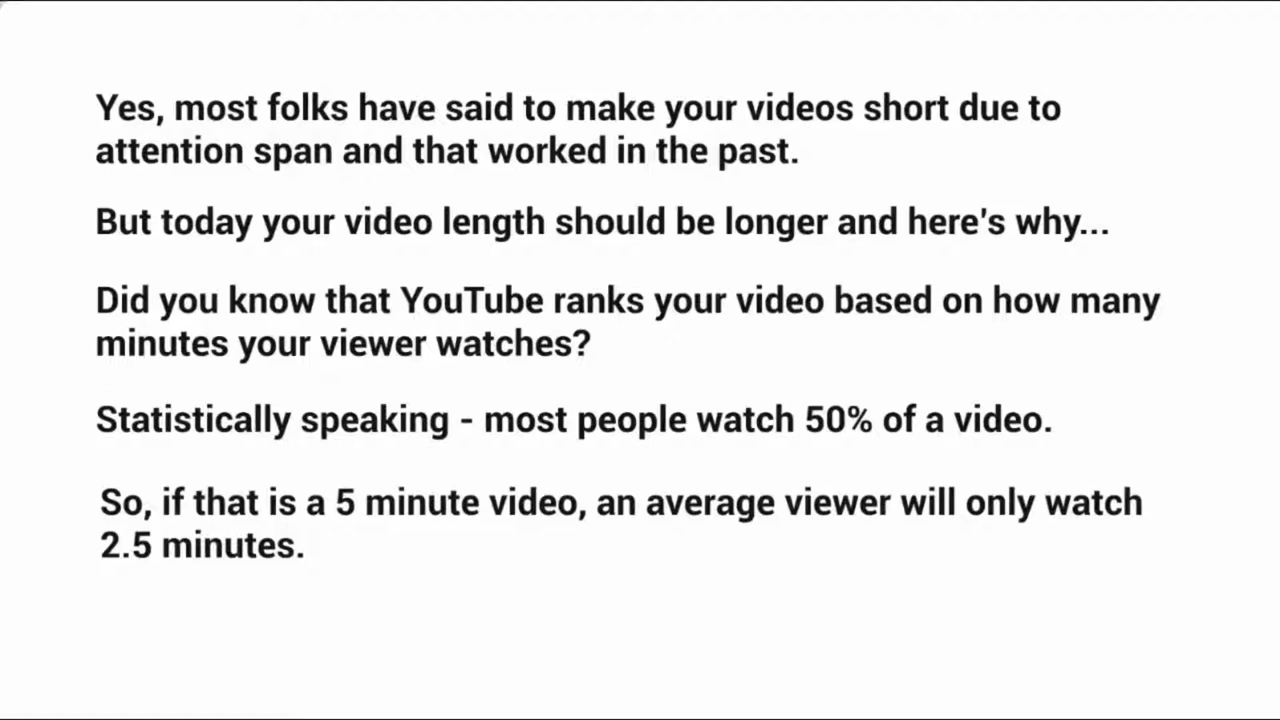 Yes, most folks have said to make your videos short due to
attention span and that worked in the past.
But today your video length should be longer and here's why...
Did you know that YouTube ranks your video based on how many
minutes your viewer watches?
Statistically speaking - most people watch 50% of a video.
So, if that is a 5 minute video, an average viewer will only watch
2.5 minutes.